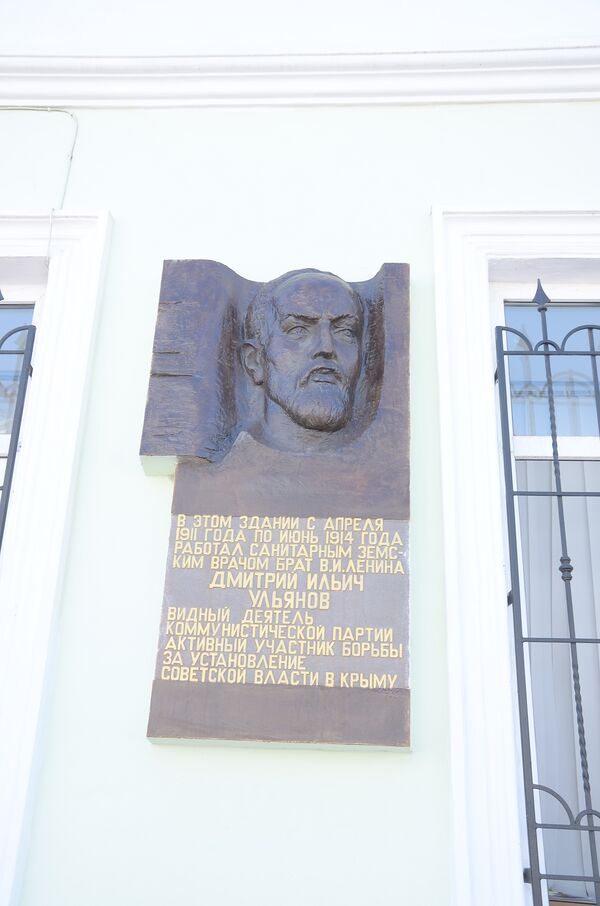 В ЭТОМ ЗДАНИИ С АПРЕЛЯ
1911 ГОДА ПО ИЮНЬ 1914 ГОДА
РАБОТАЛ САНИТАРНЫМ ЗЕМС-
КИМ ВРАЧОМ БРАТ В.И.ЛЕНИНА
ДМИТРИЙ ИЛЬИЧ
УЛЬЯНОВ
ВИДНЫЙ ДЕЯТЕЛЬ
КОММУНИСТИЧЕСКОЙ ПАРТИИ
АКТИВНЫЙ УЧАСТНИК БОРЬБЫ
ЗА УСТАНОВЛЕНИЕ
СОВЕТСКОЙ ВЛАСТИ В КРЫМУ